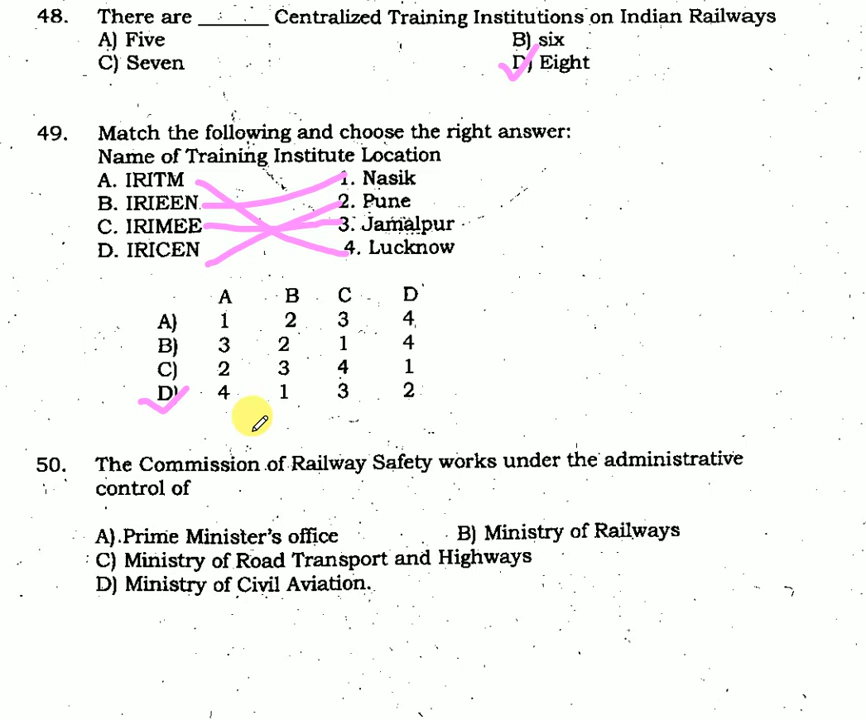 48. There are ______ Centralized Training Institutions on Indian Railways
A) Five B) six
C) Seven D) Eight
49. Match the following and choose the right answer:
Name of Training Institute Location
A. IRITM 1. Nasik
B. IRIEEN 2. Pune
C. IRIMEE 3. Jamalpur
D. IRICEN 4. Lucknow
A B C D
A) 1 2 3 4
B) 3 2 1 4
C) 2 3 4 1
D) 4 1 3 2
50. The Commission of Railway Safety works under the administrative
control of
A) Prime Minister's office B) Ministry of Railways
C) Ministry of Road Transport and Highways
D) Ministry of Civil Aviation.